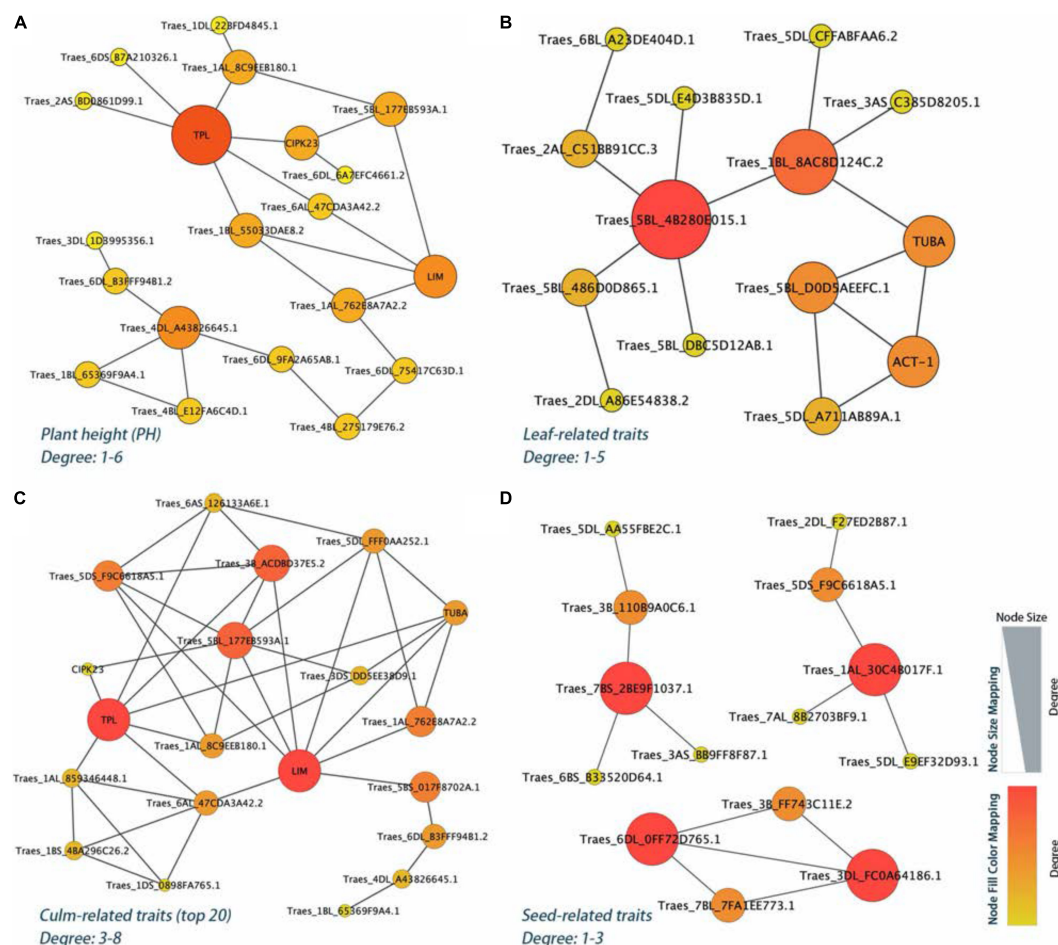 A
Traes_1DL_22BFD4845.1
Traes_6DS_B7A210326.1
Traes_1AL_8C9EEB180.1
Traes_2AS_BD0861D99.1
Traes_5BL_177EB593A.1
TPL
CIPK23
Traes_6DL_6A7EFC4661.2
Traes_6AL_47CDA3A42.2
Traes_1BL_55033DAE8.2
Traes_3DL_1D3995356.1
LIM
Traes_6DL_B3FFF94B1.2
Traes_1AL_762E8A7A2.2
Traes_4DL_A43826645.1
Traes_6DL_9FA2A65AB.1
Traes_1BL_65369F9A4.1
Traes_6DL_75417C63D.1
Traes_4BL_E12FA6C4D.1
Traes_4BL_275179E76.2
Plant height (PH)
Degree: 1-6
B
Traes_6BL_A23DE404D.1
Traes_5DL_CFFABFAA6.2
Traes_5DL_E4D3B835D.1
Traes_3AS_C385D8205.1
Traes_2AL_C51BB91CC.3
Traes_1BL_8AC8D124C.2
Traes_5BL_4B280E015.1
TUBA
Traes_5BL_486D0D865.1
Traes_5BL_D0D5AEEFC.1
Traes_5BL_DBC5D12AB.1
ACT-1
Traes_2DL_A86E54838.2
Traes_5DL_A711AB89A.1
Leaf-related traits
Degree: 1-5
C
Traes_6AS_126133A6E.1
Traes_5DL_FFF0AA252.1
Traes_3B_ACDBD37E5.2
Traes_5DS_F9C6618A5.1
TUBA
Traes_5BL_177EB593A.1
CIPK23
Traes_3DS_DD5EE38D9.1
TPL
Traes_1AL_762E8A7A2.2
Traes_1AL_8C9EEB180.1
LIM
Traes_1AL_859346448.1
Traes_5BS_017F8702A.1
Traes_6AL_47CDA3A42.2
Traes_6DL_B3FFF94B1.2
Traes_1BS_4BA296C26.2
Traes_4DL_A43826645.1
Traes_1DS_0898FA765.1
Traes_1BL_65369F9A4.1
Culm-related traits (top 20)
Degree: 3-8
D
Traes_5DL_AA55FBE2C.1
Traes_2DL_F27ED2B87.1
Traes_5DS_F9C6618A5.1
Traes_3B_110B9A0C6.1
Traes_1AL_30C4B017F.1
Traes_7BS_2BE9F1037.1
Traes_7AL_8B2703BF9.1
Traes_3AS_BB9FF8F87.1
Traes_5DL_E9EF32D93.1
Traes_6BS_B33520D64.1
Traes_3B_FF743C11E.2
Traes_6DL_0FF72D765.1
Traes_3DL_FC0A64186.1
Traes_7BL_7FA1EE773.1
Seed-related traits
Degree: 1-3
Node Size
Node Size Mapping
Degree
Node Fill Color Mapping
Degree